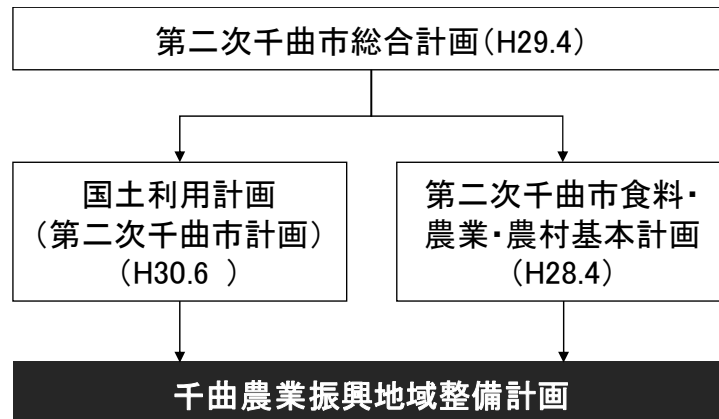 第二次千曲市総合計画(H29.4)
国土利用計画
(第二次千曲市計画)
(H30.6 )
第二次千曲市食料・
農業・農村基本計画
(H28.4)
千曲農業振興地域整備計画